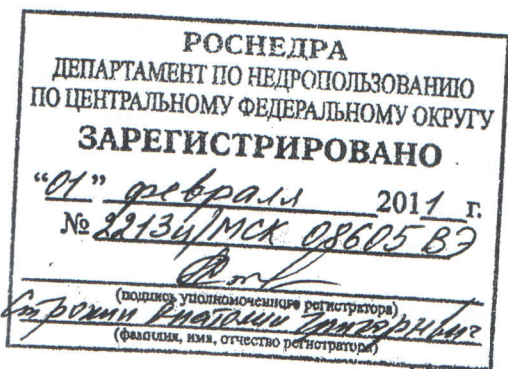 РОСНЕДРА
ДЕПАРТАМЕНТ ПО НЕДРОПОЛЬЗОВАНИЮ
ПО ЦЕНТРАЛЬНОМУ ФЕДЕРАЛЬНОМУ ОКРУГУ
ЗАРЕГИСТРИРОВАНО
“01” февраля 2011 г.
№ 2213и/МСК 08605 ВЭ
(подпись уполномоченного регистратора)
Строкин Анатолий Григорьевич
(фамилия, имя, отчество регистратора)